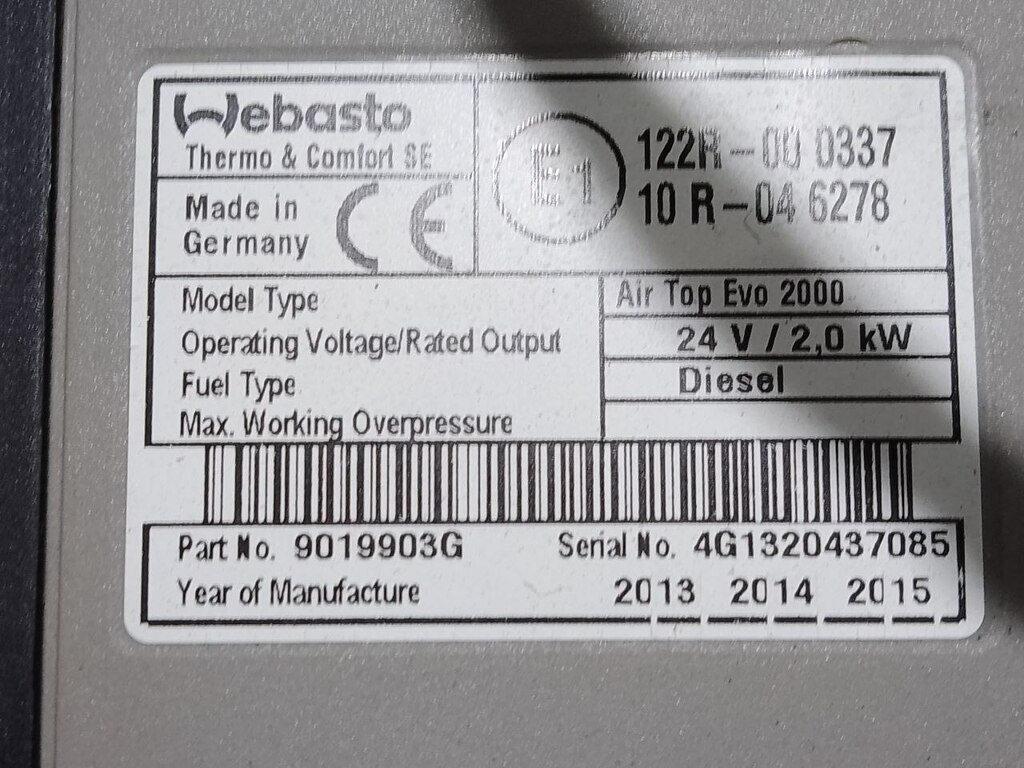 Webasto
Thermo & Comfort SE
Made in
Germany
CE
E1
122R-00 0337
10 R-04 6278
Model Type Air Top Evo 2000
Operating Voltage/Rated Output 24 V / 2,0 kW
Fuel Type Diesel
Max. Working Overpressure
Part No. 9019903G Serial No. 4G1320437085
Year of Manufacture 2013 2014 2015